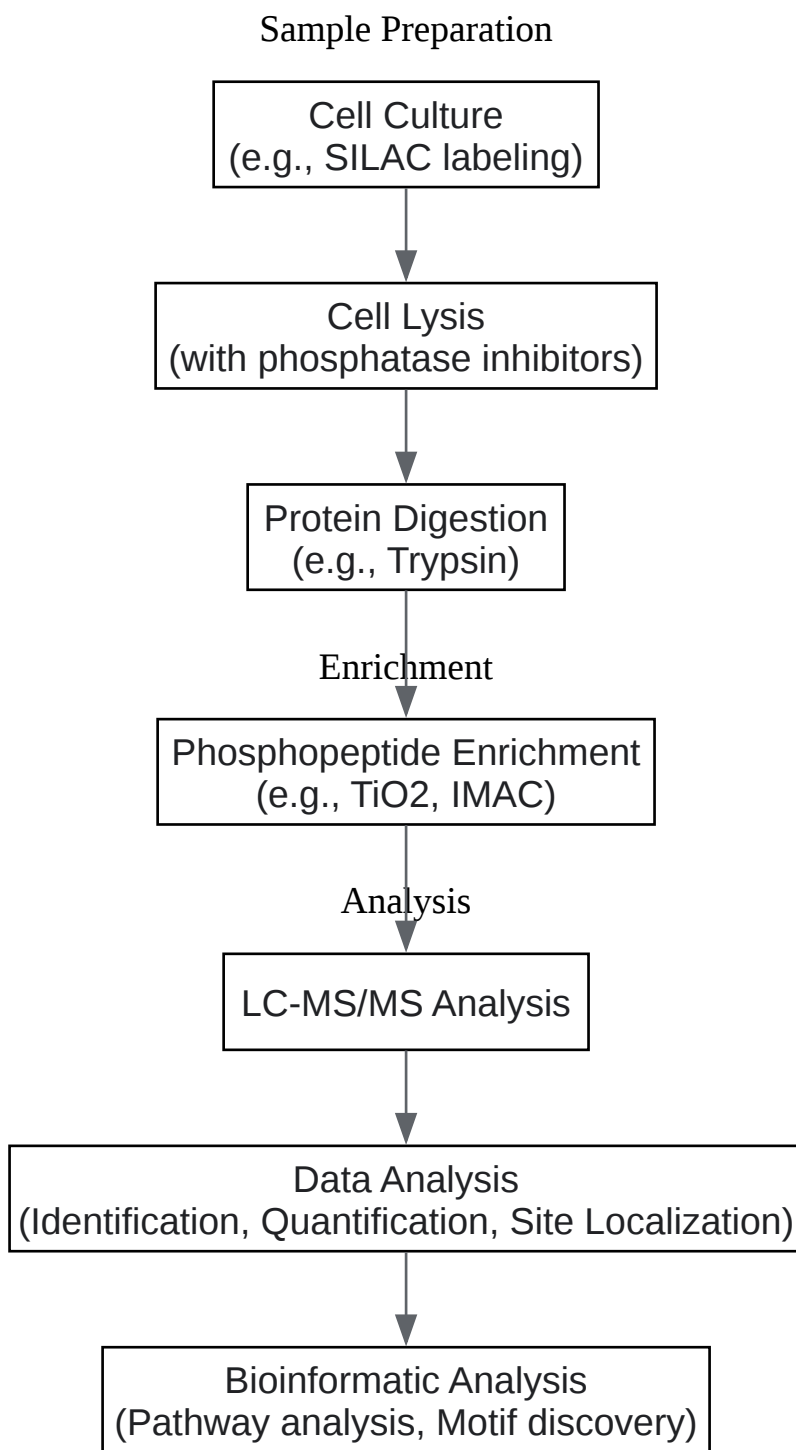 Sample Preparation
Cell Culture
(e.g., SILAC labeling)
Cell Lysis
(with phosphatase inhibitors)
Protein Digestion
(e.g., Trypsin)
Enrichment
Phosphopeptide Enrichment
(e.g., TiO2, IMAC)
Analysis
LC-MS/MS Analysis
Data Analysis
(Identification, Quantification, Site Localization)
Bioinformatic Analysis
(Pathway analysis, Motif discovery)